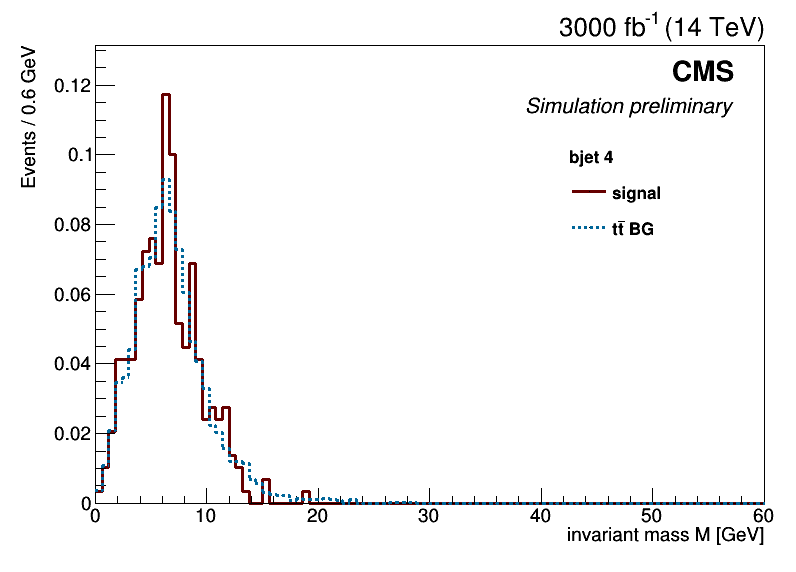 3000 fb⁻¹ (14 TeV)
CMS
Simulation preliminary
bjet 4
signal
tt̄ BG
Events / 0.6 GeV
0.12
0.1
0.08
0.06
0.04
0.02
0
0 10 20 30 40 50 60
invariant mass M [GeV]